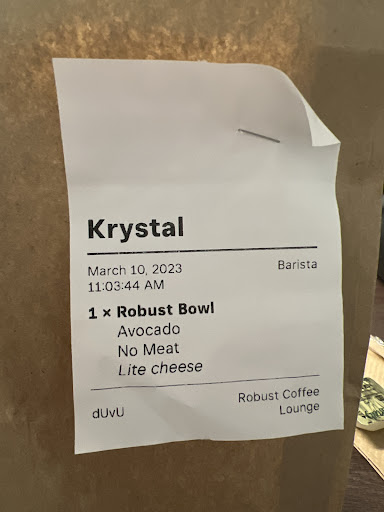 Krystal
March 10, 2023 Barista
11:03:44 AM
1 × Robust Bowl
Avocado
No Meat
Lite cheese
dUvU Robust Coffee
Lounge